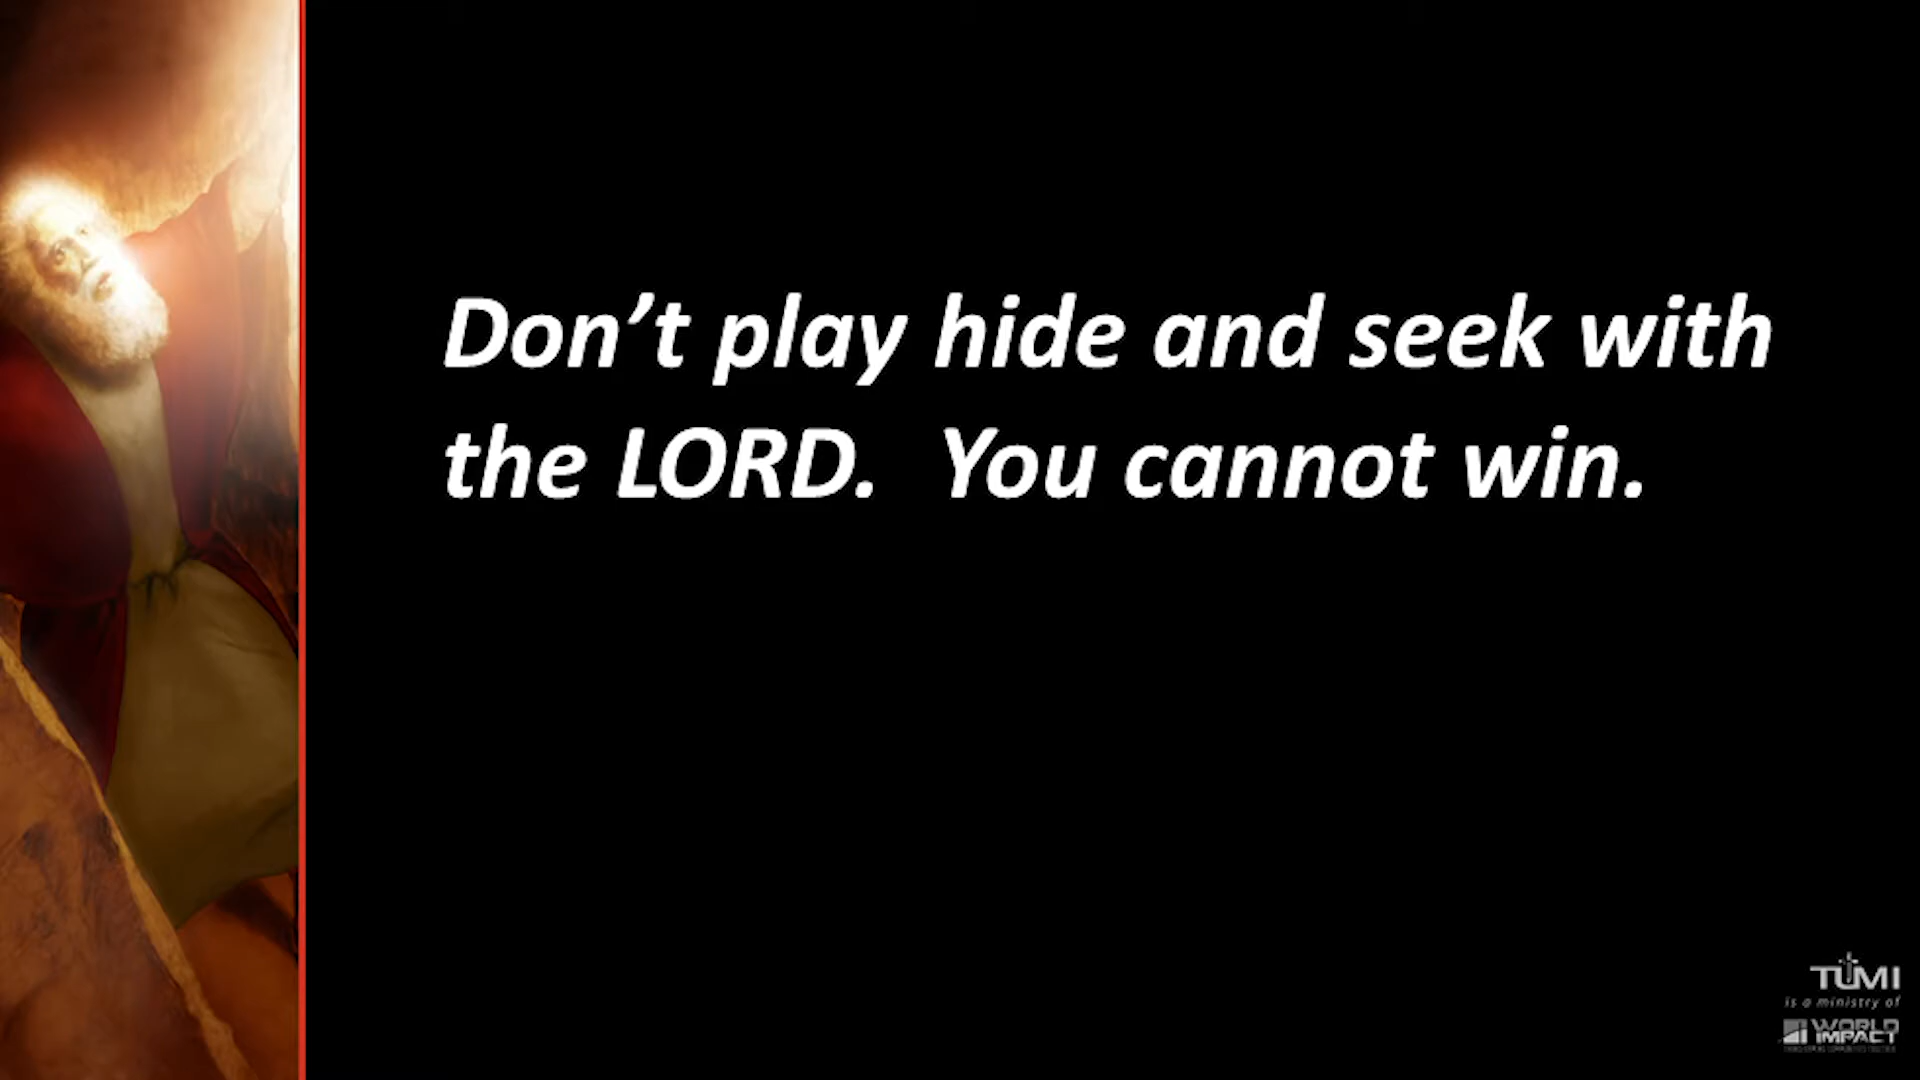 Don’t play hide and seek with
the LORD.  You cannot win.
TUMI
is a ministry of
WORLD
IMPACT